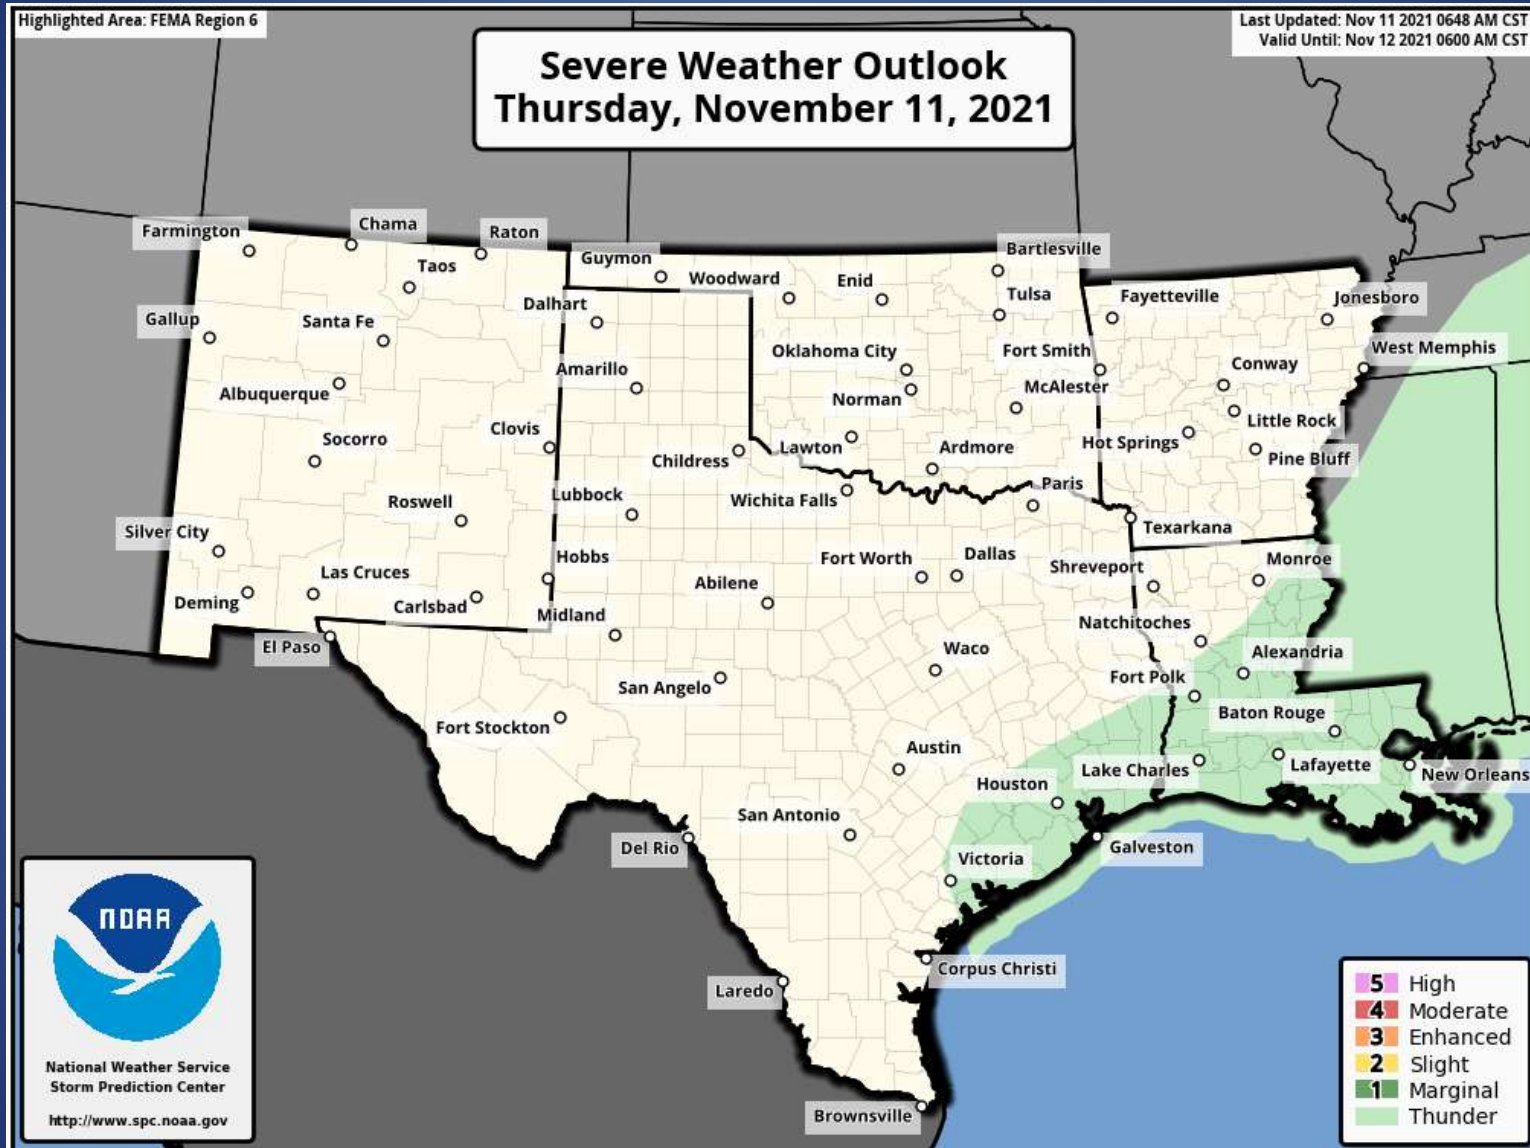 Highlighted Area: FEMA Region 6
Last Updated: Nov 11 2021 0648 AM CST
Valid Until: Nov 12 2021 0600 AM CST
Severe Weather Outlook
Thursday, November 11, 2021
Farmington
Chama
Raton
Taos
Guymon
Woodward
Enid
Bartlesville
Tulsa
Fayetteville
Jonesboro
Gallup
Santa Fe
Dalhart
Oklahoma City
Fort Smith
West Memphis
Conway
Albuquerque
Amarillo
Norman
McAlester
Little Rock
Socorro
Clovis
Childress
Lawton
Ardmore
Hot Springs
Pine Bluff
Roswell
Lubbock
Wichita Falls
Paris
Texarkana
Silver City
Las Cruces
Hobbs
Abilene
Fort Worth
Dallas
Shreveport
Monroe
Deming
Carlsbad
Midland
Natchitoches
El Paso
Waco
Alexandria
San Angelo
Fort Polk
Fort Stockton
Baton Rouge
Austin
Lake Charles
Lafayette
New Orleans
Houston
San Antonio
Del Rio
Victoria
Galveston
Laredo
Corpus Christi
Brownsville
NOAA
National Weather Service
Storm Prediction Center
http://www.spc.noaa.gov
5 High
4 Moderate
3 Enhanced
2 Slight
1 Marginal
Thunder